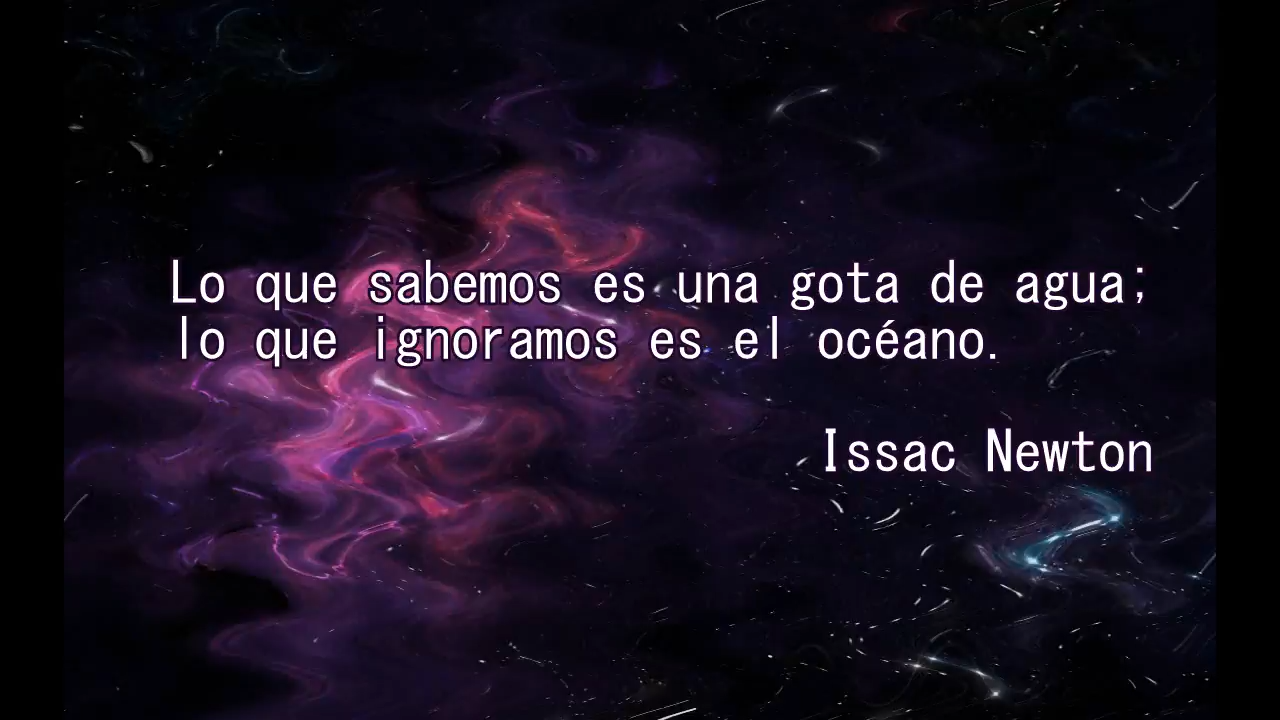 Lo que sabemos es una gota de agua;
lo que ignoramos es el océano.
Issac Newton